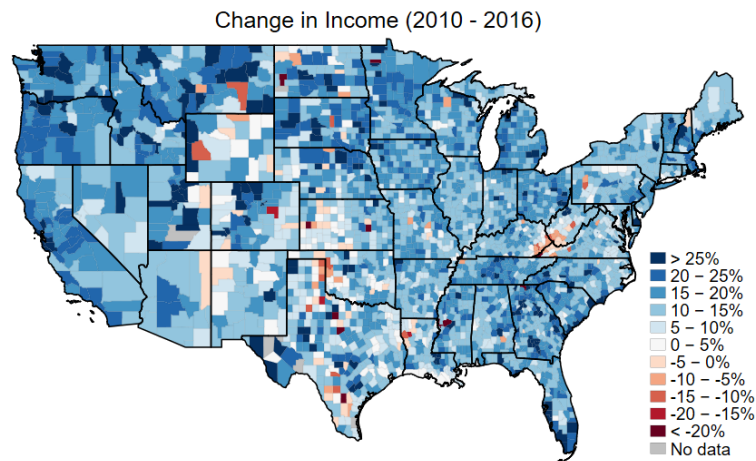 Change in Income (2010 - 2016)
> 25%
20 – 25%
15 – 20%
10 – 15%
5 – 10%
0 – 5%
-5 – 0%
-10 – -5%
-15 – -10%
-20 – -15%
< -20%
No data